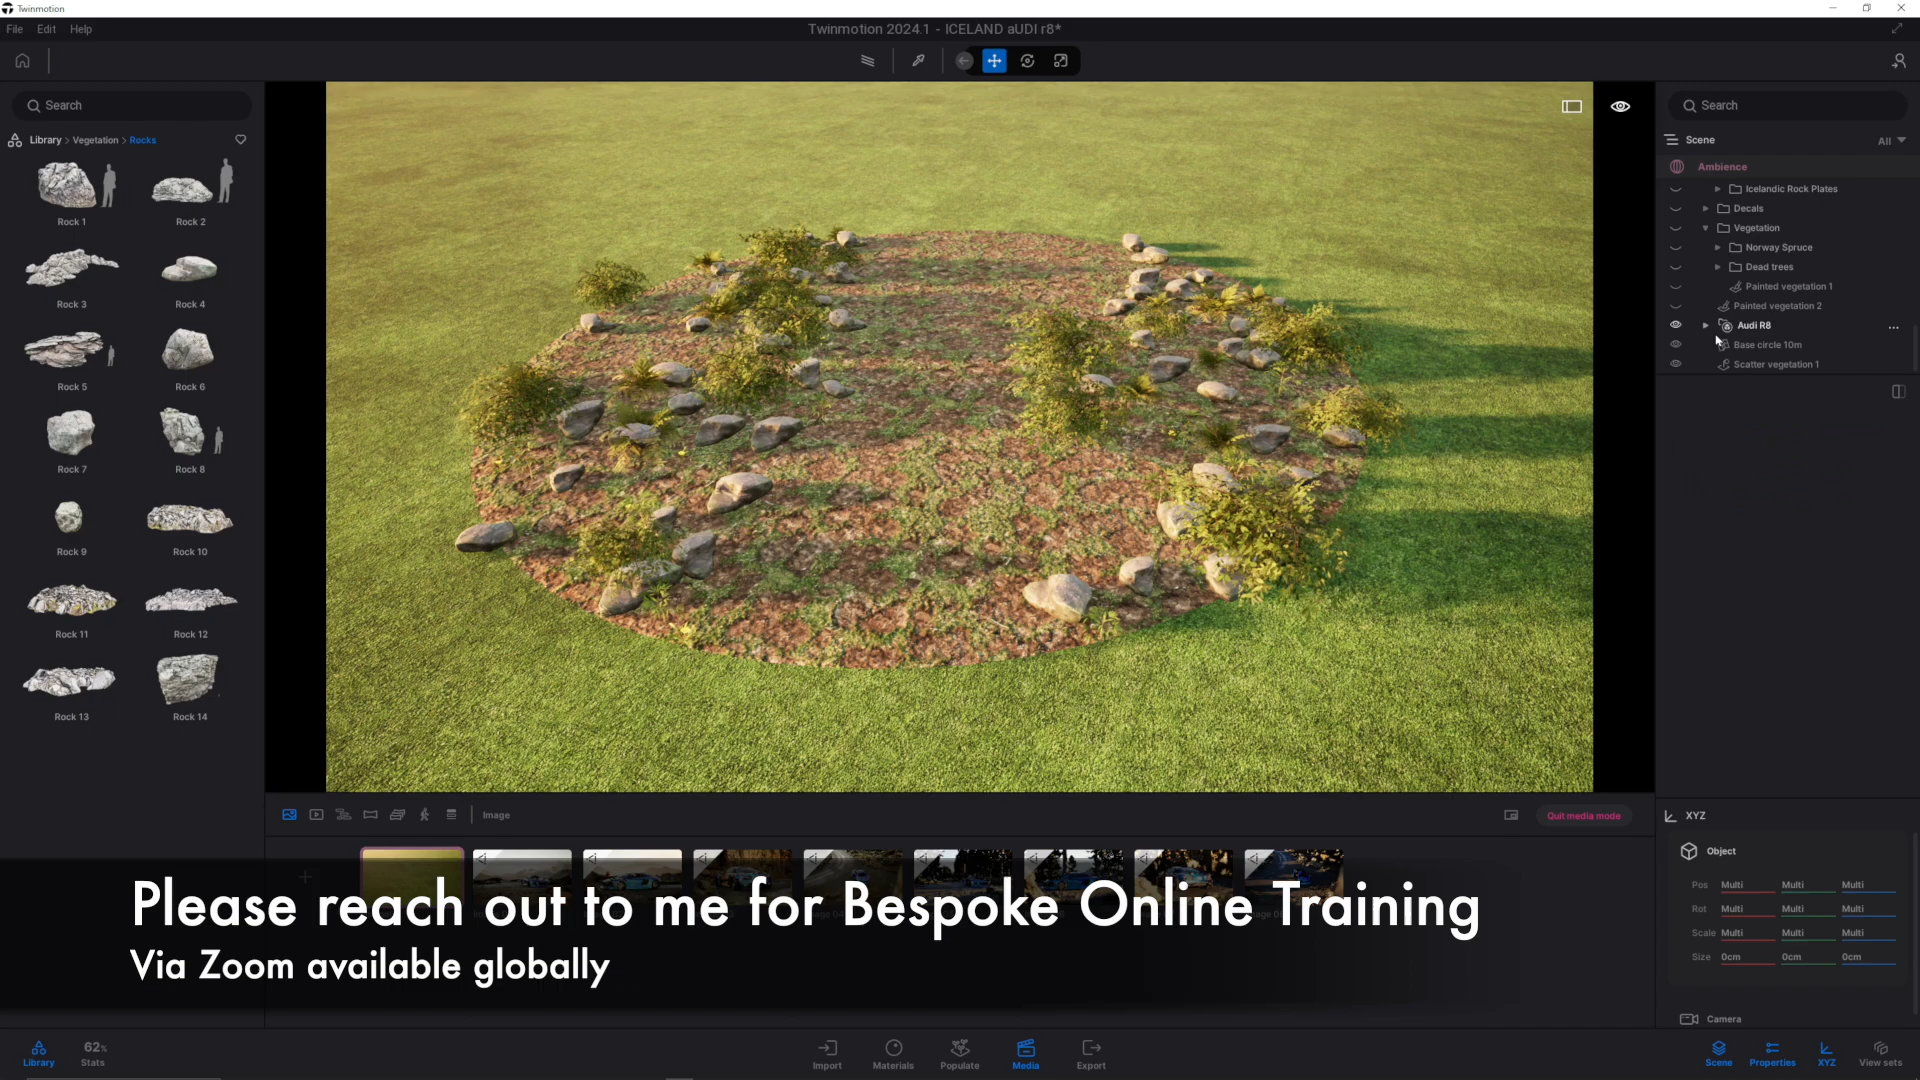 Twinmotion
File Edit Help
Twinmotion 2024.1 - ICELAND aUDI r8*
Search
Library > Vegetation > Rocks
Rock 1
Rock 2
Rock 3
Rock 4
Rock 5
Rock 6
Rock 7
Rock 8
Rock 9
Rock 10
Rock 11
Rock 12
Rock 13
Rock 14
Search
Scene
All
Ambience
Icelandic Rock Plates
Decals
Vegetation
Norway Spruce
Dead trees
Painted vegetation 1
Painted vegetation 2
Audi R8
Base circle 10m
Scatter vegetation 1
Image
Quit media mode
XYZ
Object
Pos Multi Multi Multi
Rot Multi Multi Multi
Scale Multi Multi Multi
Size 0cm 0cm 0cm
Camera
Please reach out to me for Bespoke Online Training
Via Zoom available globally
Library
62%
Stats
Import
Materials
Populate
Media
Export
Scene
Properties
XYZ
View sets